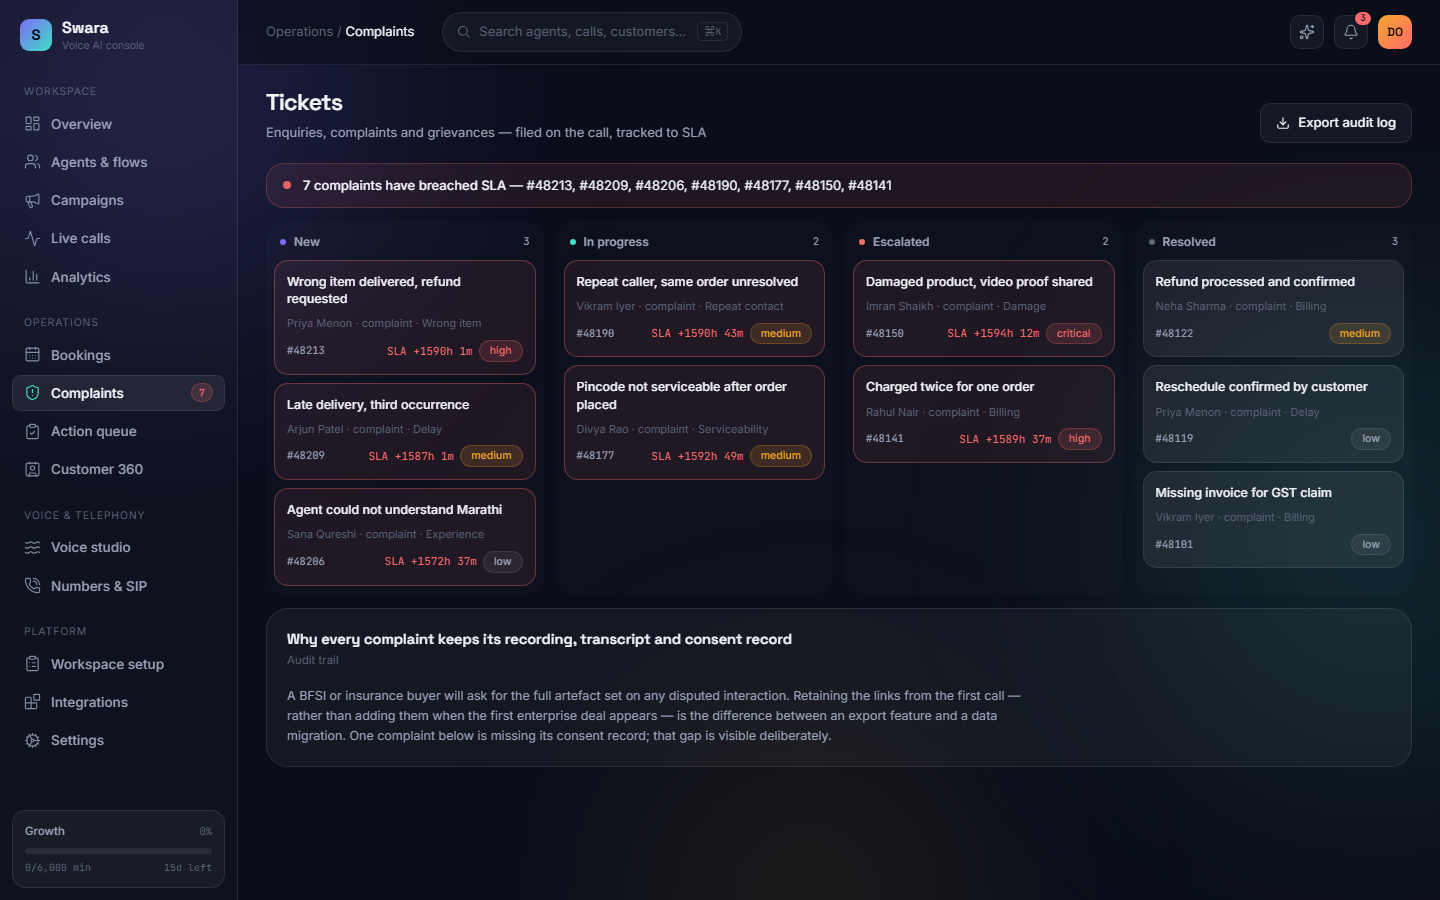 S
Swara
Voice AI console
WORKSPACE
Overview
Agents & flows
Campaigns
Live calls
Analytics
OPERATIONS
Bookings
Complaints
7
Action queue
Customer 360
VOICE & TELEPHONY
Voice studio
Numbers & SIP
PLATFORM
Workspace setup
Integrations
Settings
Growth
0%
0/6,000 min
15d left
Operations / Complaints
Search agents, calls, customers...
⌘K
3
DO
Tickets
Enquiries, complaints and grievances — filed on the call, tracked to SLA
Export audit log
7 complaints have breached SLA — #48213, #48209, #48206, #48190, #48177, #48150, #48141
New
3
Wrong item delivered, refund
requested
Priya Menon · complaint · Wrong item
#48213
SLA +1590h 1m
high
Late delivery, third occurrence
Arjun Patel · complaint · Delay
#48209
SLA +1587h 1m
medium
Agent could not understand Marathi
Sana Qureshi · complaint · Experience
#48206
SLA +1572h 37m
low
In progress
2
Repeat caller, same order unresolved
Vikram Iyer · complaint · Repeat contact
#48190
SLA +1590h 43m
medium
Pincode not serviceable after order
placed
Divya Rao · complaint · Serviceability
#48177
SLA +1592h 49m
medium
Escalated
2
Damaged product, video proof shared
Imran Shaikh · complaint · Damage
#48150
SLA +1594h 12m
critical
Charged twice for one order
Rahul Nair · complaint · Billing
#48141
SLA +1589h 37m
high
Resolved
3
Refund processed and confirmed
Neha Sharma · complaint · Billing
#48122
medium
Reschedule confirmed by customer
Priya Menon · complaint · Delay
#48119
low
Missing invoice for GST claim
Vikram Iyer · complaint · Billing
#48101
low
Why every complaint keeps its recording, transcript and consent record
Audit trail
A BFSI or insurance buyer will ask for the full artefact set on any disputed interaction. Retaining the links from the first call —
rather than adding them when the first enterprise deal appears — is the difference between an export feature and a data
migration. One complaint below is missing its consent record; that gap is visible deliberately.